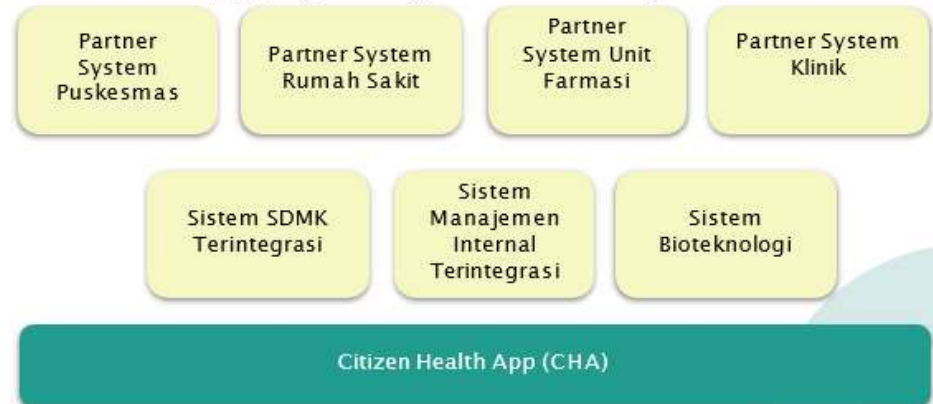 Partner
System
Puskesmas
Partner System
Rumah Sakit
Partner
System Unit
Farmasi
Partner System
Klinik
Sistem SDMK
Terintegrasi
Sistem
Manajemen
Internal
Terintegrasi
Sistem
Bioteknologi
Citizen Health App (CHA)